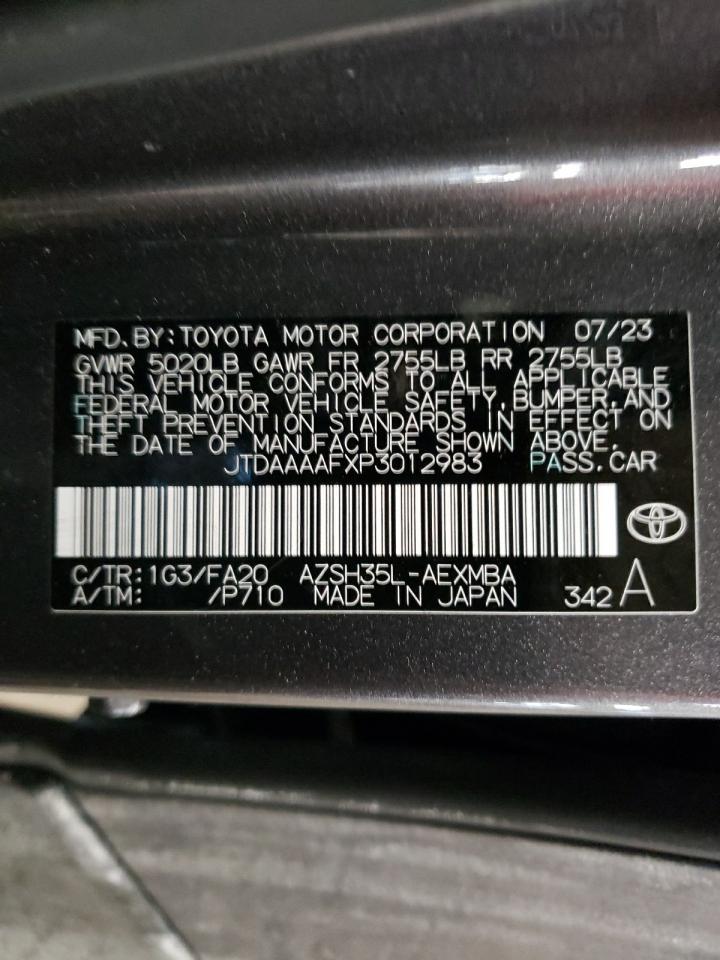 MFD.BY:TOYOTA MOTOR CORPORATION 07/23
GVWR 5020LB GAWR FR 2755LB RR 2755LB
THIS VEHICLE CONFORMS TO ALL APPLICABLE
FEDERAL MOTOR VEHICLE SAFETY,BUMPER,AND
THEFT PREVENTION STANDARDS IN EFFECT ON
THE DATE OF MANUFACTURE SHOWN ABOVE.
JTDAAAAFXP3012983 PASS.CAR
C/TR:1G3/FA20 AZSH35L-AEXMBA
A/TM: /P710 MADE IN JAPAN 342 A